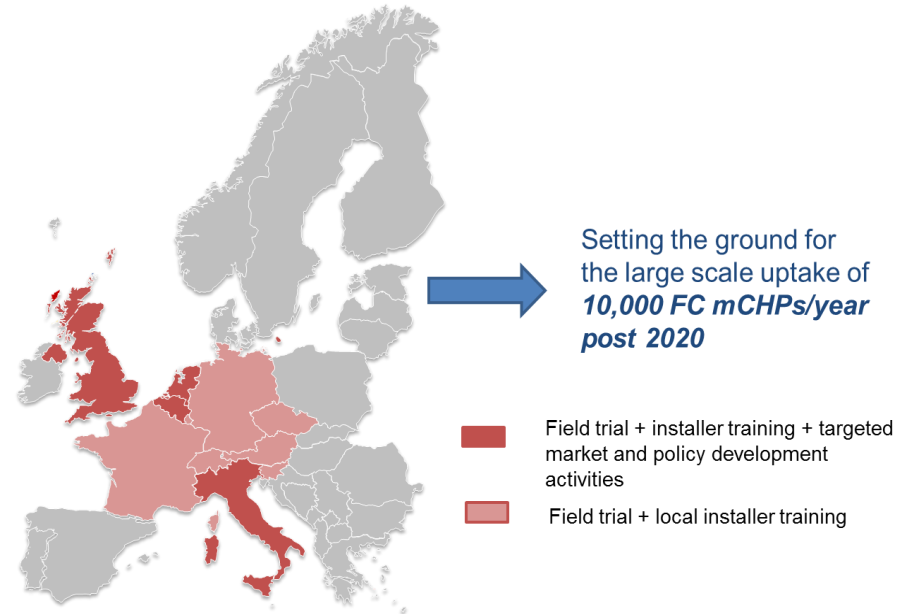 Setting the ground for
the large scale uptake of
10,000 FC mCHPs/year
post 2020
Field trial + installer training + targeted
market and policy development
activities
Field trial + local installer training